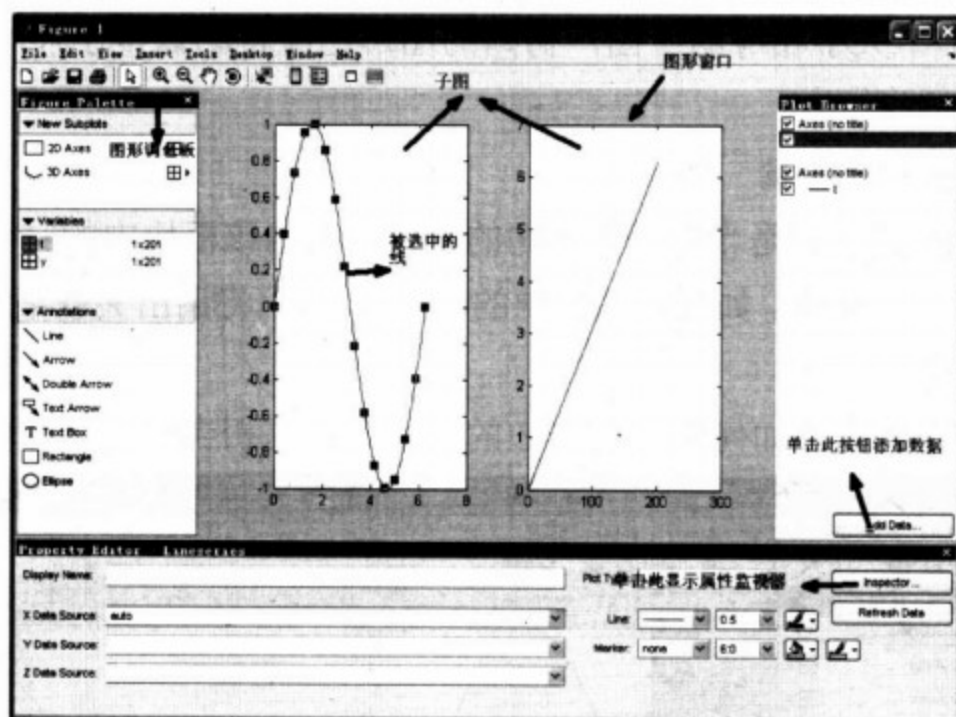 Figure 1
File Edit View Insert Tools Desktop Window Help
子图
图形窗口
Figure Palette
New Subplots
2D Axes
图形调色板
3D Axes
Variables
t 1x201
y 1x201
Annotations
Line
Arrow
Double Arrow
Text Arrow
T Text Box
Rectangle
Ellipse
1
0.8
0.6
0.4
0.2
0
-0.2
-0.4
-0.6
-0.8
-1
0 2 4 6 8
被选中的
线
7
6
5
4
3
2
1
0
0 100 200 300
Plot Browser
Axes (no title)
Axes (no title)
t
单击此按钮添加数据
Add Data...
Property Editor - Lineseries
Display Name:
Plot Ty
单击此显示属性监视器
Inspector...
X Data Source: auto
Line: 0.5
Refresh Data
Y Data Source:
Marker: none 6.0
Z Data Source: